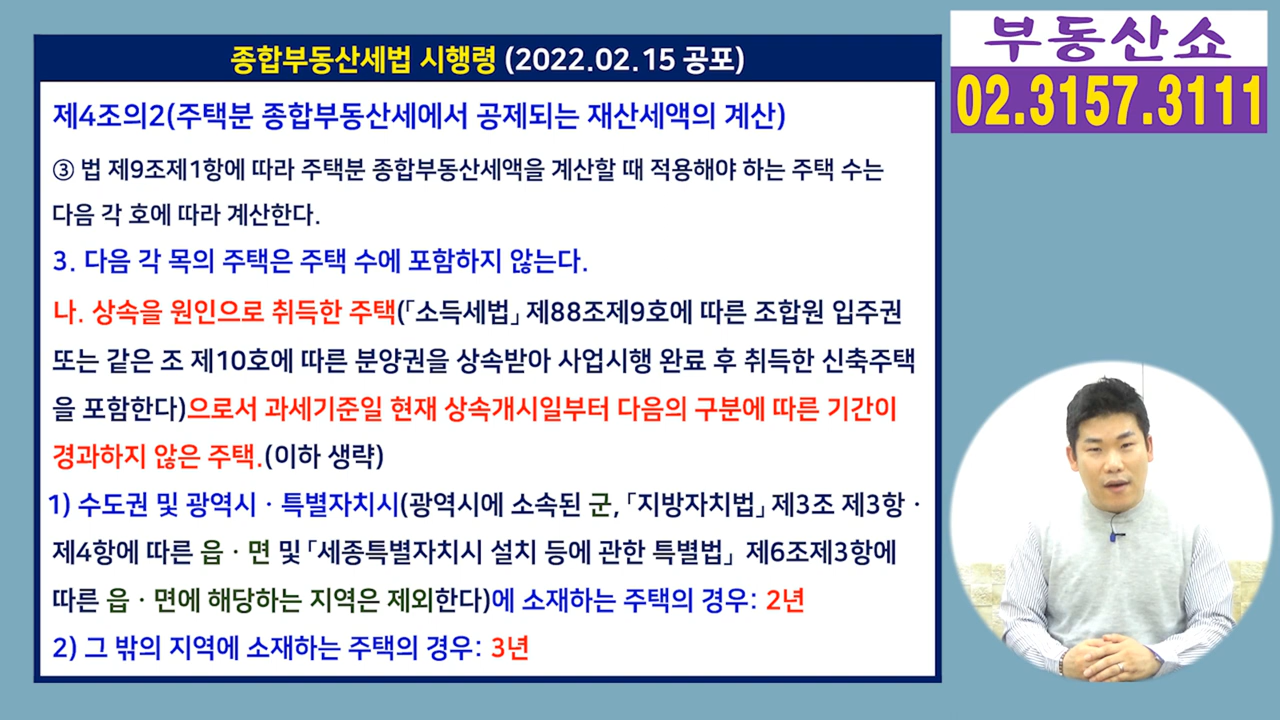 종합부동산세법 시행령 (2022.02.15 공포)
제4조의2(주택분 종합부동산세에서 공제되는 재산세액의 계산)
③ 법 제9조제1항에 따라 주택분 종합부동산세액을 계산할 때 적용해야 하는 주택 수는
다음 각 호에 따라 계산한다.
3. 다음 각 목의 주택은 주택 수에 포함하지 않는다.
나. 상속을 원인으로 취득한 주택(「소득세법」 제88조제9호에 따른 조합원 입주권
또는 같은 조 제10호에 따른 분양권을 상속받아 사업시행 완료 후 취득한 신축주택
을 포함한다)으로서 과세기준일 현재 상속개시일부터 다음의 구분에 따른 기간이
경과하지 않은 주택.(이하 생략)
1) 수도권 및 광역시ㆍ특별자치시(광역시에 소속된 군, 「지방자치법」 제3조 제3항ㆍ
제4항에 따른 읍ㆍ면 및 「세종특별자치시 설치 등에 관한 특별법」 제6조제3항에
따른 읍ㆍ면에 해당하는 지역은 제외한다)에 소재하는 주택의 경우: 2년
2) 그 밖의 지역에 소재하는 주택의 경우: 3년
부동산쇼
02.3157.3111